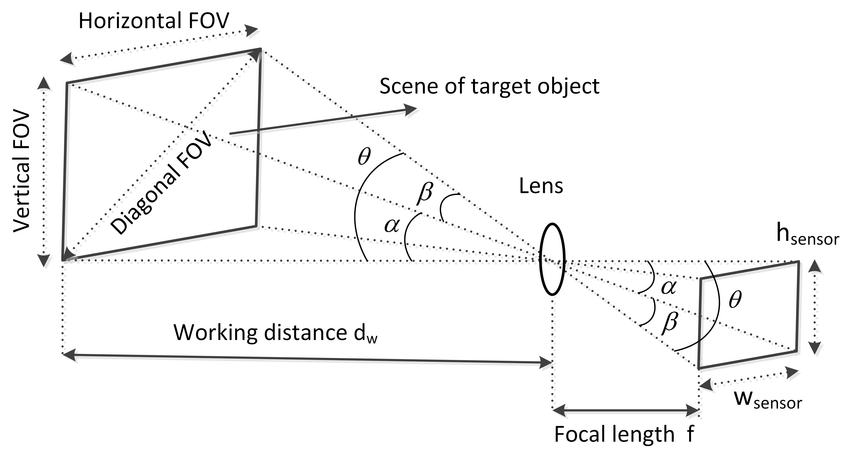 Horizontal FOV
Scene of target object
Vertical FOV
Diagonal FOV
θ
β
α
Lens
h_sensor
α
θ
β
Working distance d_w
w_sensor
Focal length f